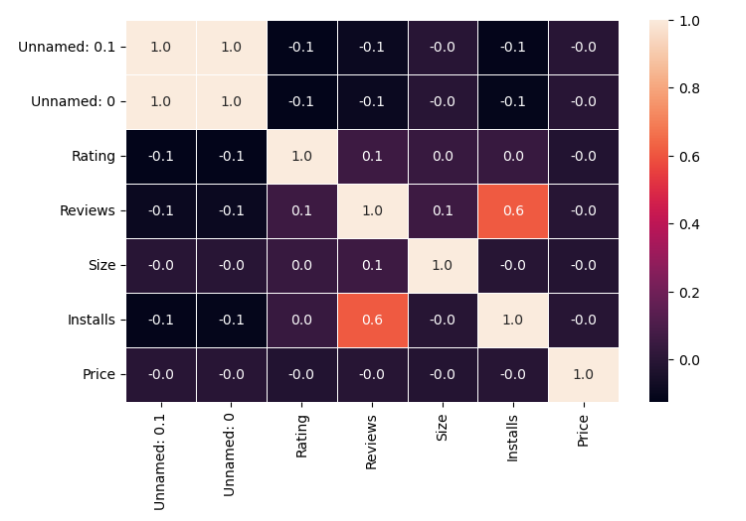 Unnamed: 0.1 1.0 1.0 -0.1 -0.1 -0.0 -0.1 -0.0
Unnamed: 0 1.0 1.0 -0.1 -0.1 -0.0 -0.1 -0.0
Rating -0.1 -0.1 1.0 0.1 0.0 0.0 -0.0
Reviews -0.1 -0.1 0.1 1.0 0.1 0.6 -0.0
Size -0.0 -0.0 0.0 0.1 1.0 -0.0 -0.0
Installs -0.1 -0.1 0.0 0.6 -0.0 1.0 -0.0
Price -0.0 -0.0 -0.0 -0.0 -0.0 -0.0 1.0
Unnamed: 0.1
Unnamed: 0
Rating
Reviews
Size
Installs
Price
1.0
0.8
0.6
0.4
0.2
0.0